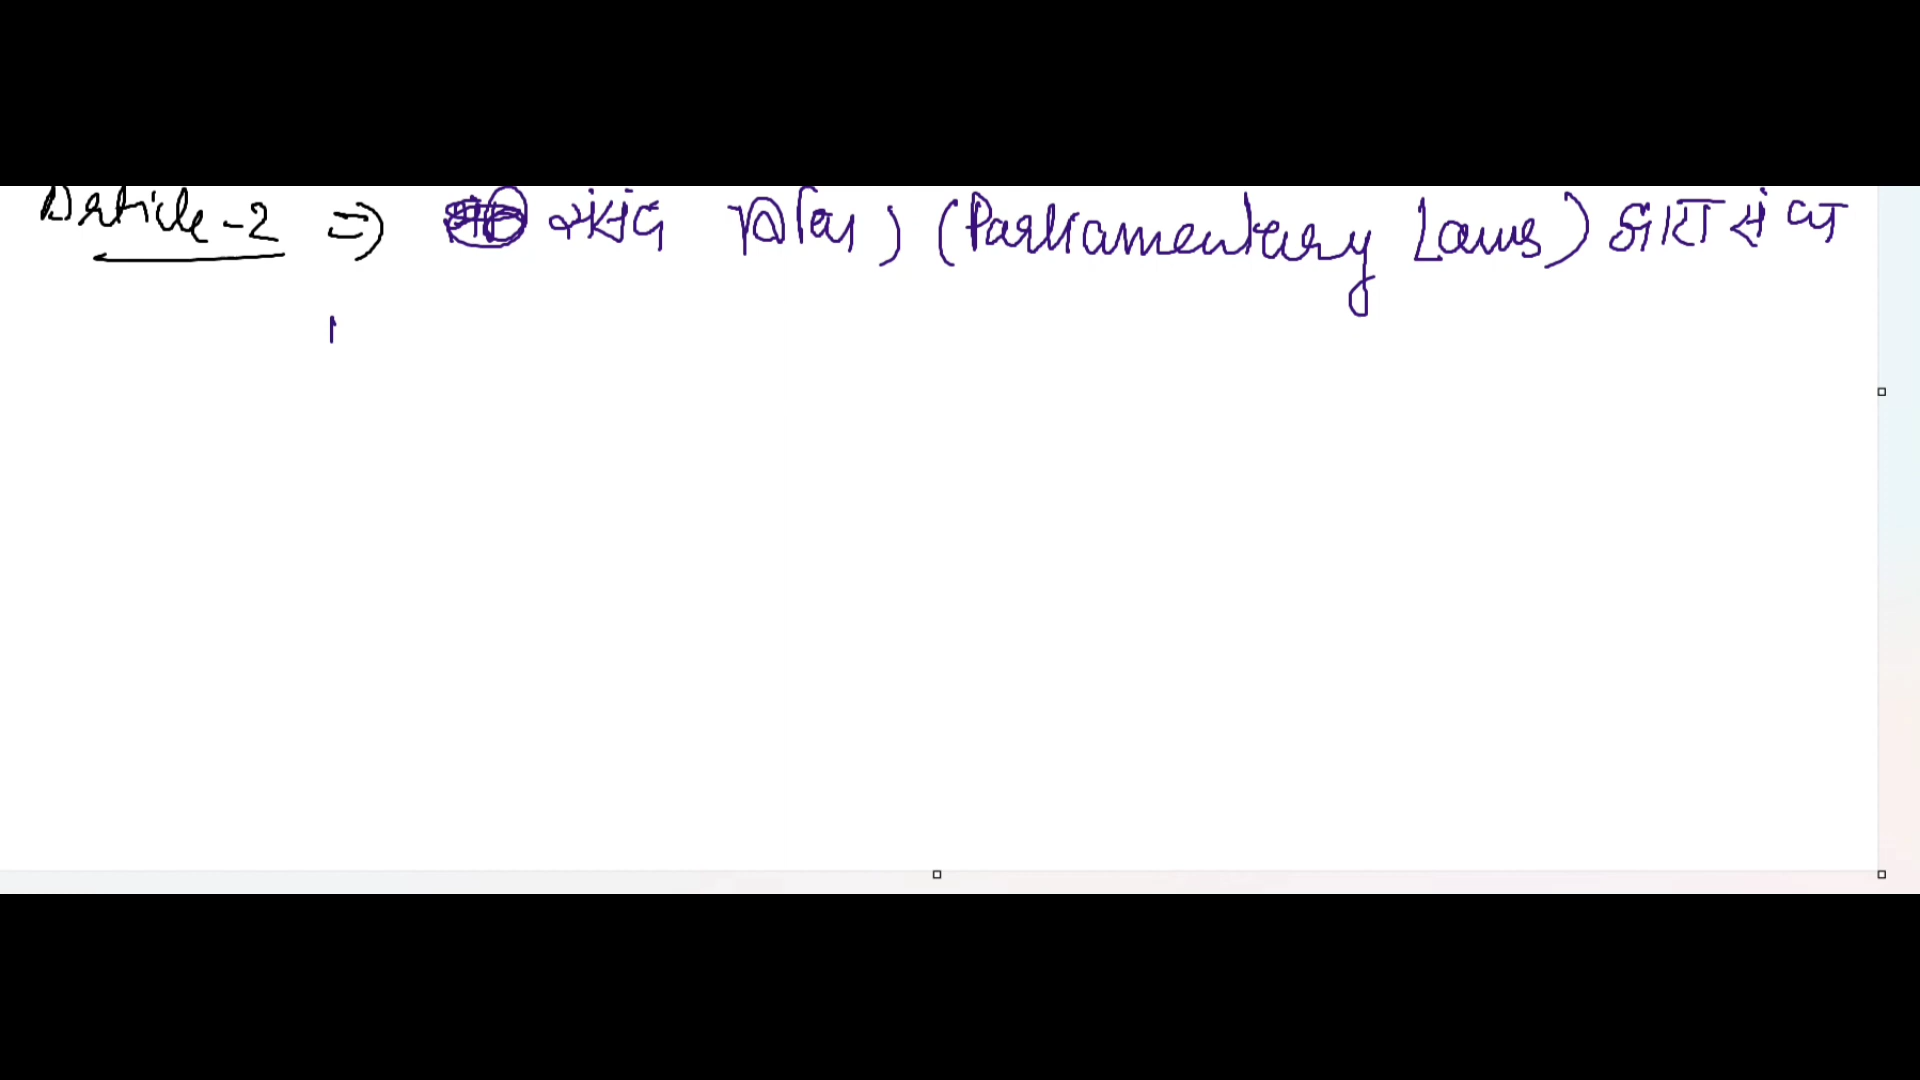 Article-2 ⇒ संसद विधि) (Parliamentary Laws) द्वारा संघ